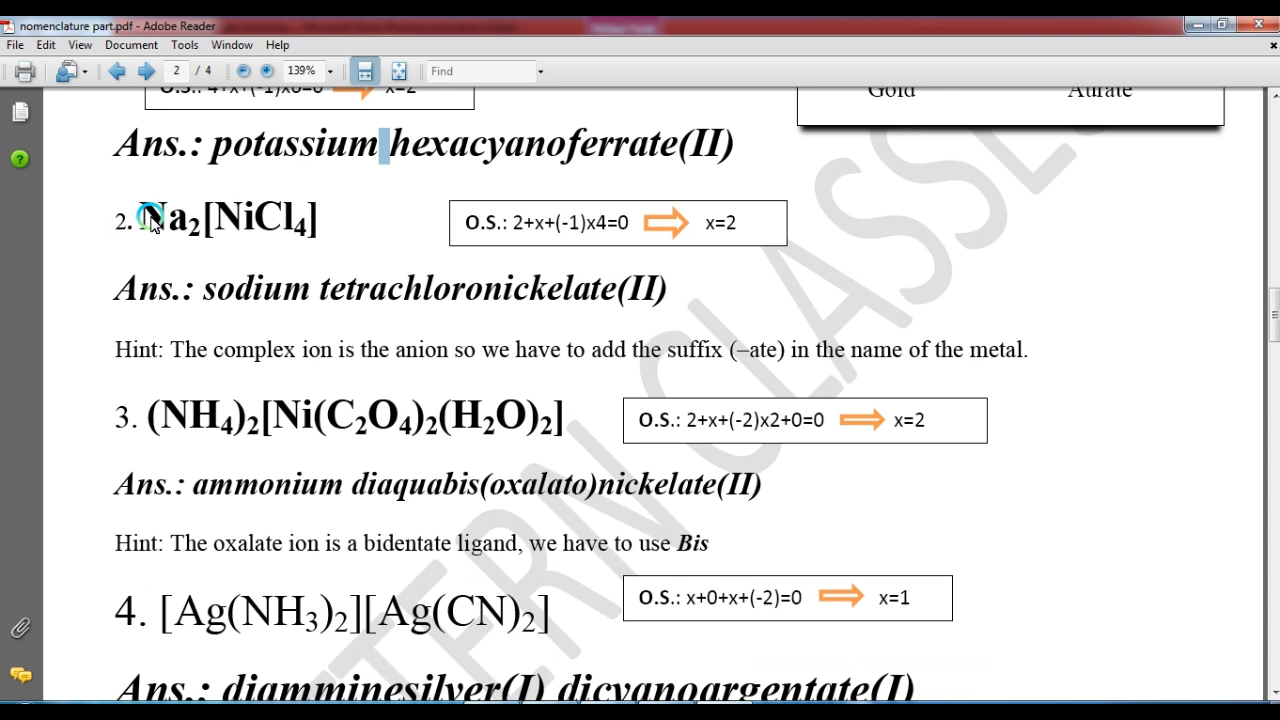 nomenclature part.pdf - Adobe Reader
File Edit View Document Tools Window Help
2 / 4 139% Find
O.S.: 4+x+(-1)x6=0 x=2
Gold Aurate
Ans.: potassium hexacyanoferrate(II)
2. Na₂[NiCl₄]
O.S.: 2+x+(-1)x4=0 x=2
Ans.: sodium tetrachloronickelate(II)
Hint: The complex ion is the anion so we have to add the suffix (–ate) in the name of the metal.
3. (NH₄)₂[Ni(C₂O₄)₂(H₂O)₂]
O.S.: 2+x+(-2)x2+0=0 x=2
Ans.: ammonium diaquabis(oxalato)nickelate(II)
Hint: The oxalate ion is a bidentate ligand, we have to use Bis
4. [Ag(NH₃)₂][Ag(CN)₂]
O.S.: x+0+x+(-2)=0 x=1
Ans.: diamminesilver(I) dicyanoargentate(I)